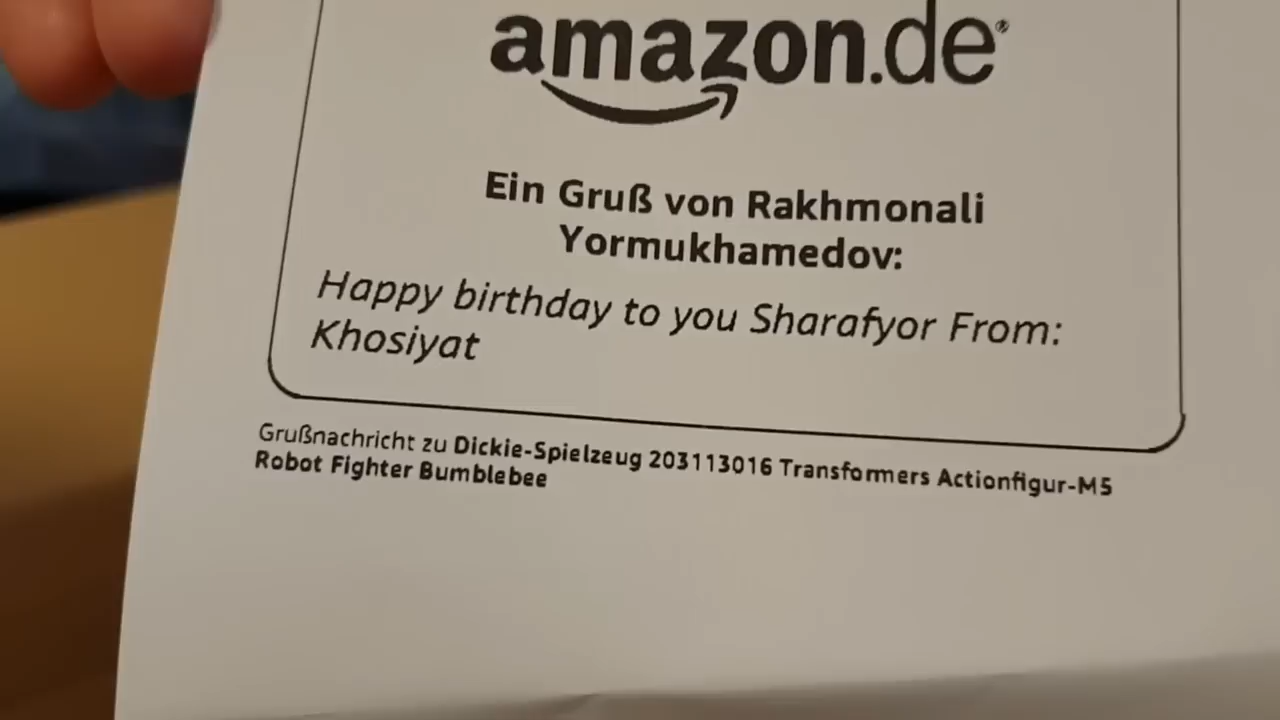 amazon.de®
Ein Gruß von Rakhmonali
Yormukhamedov:
Happy birthday to you Sharafyor From:
Khosiyat
Grußnachricht zu Dickie-Spielzeug 203113016 Transformers Actionfigur-M5
Robot Fighter Bumblebee